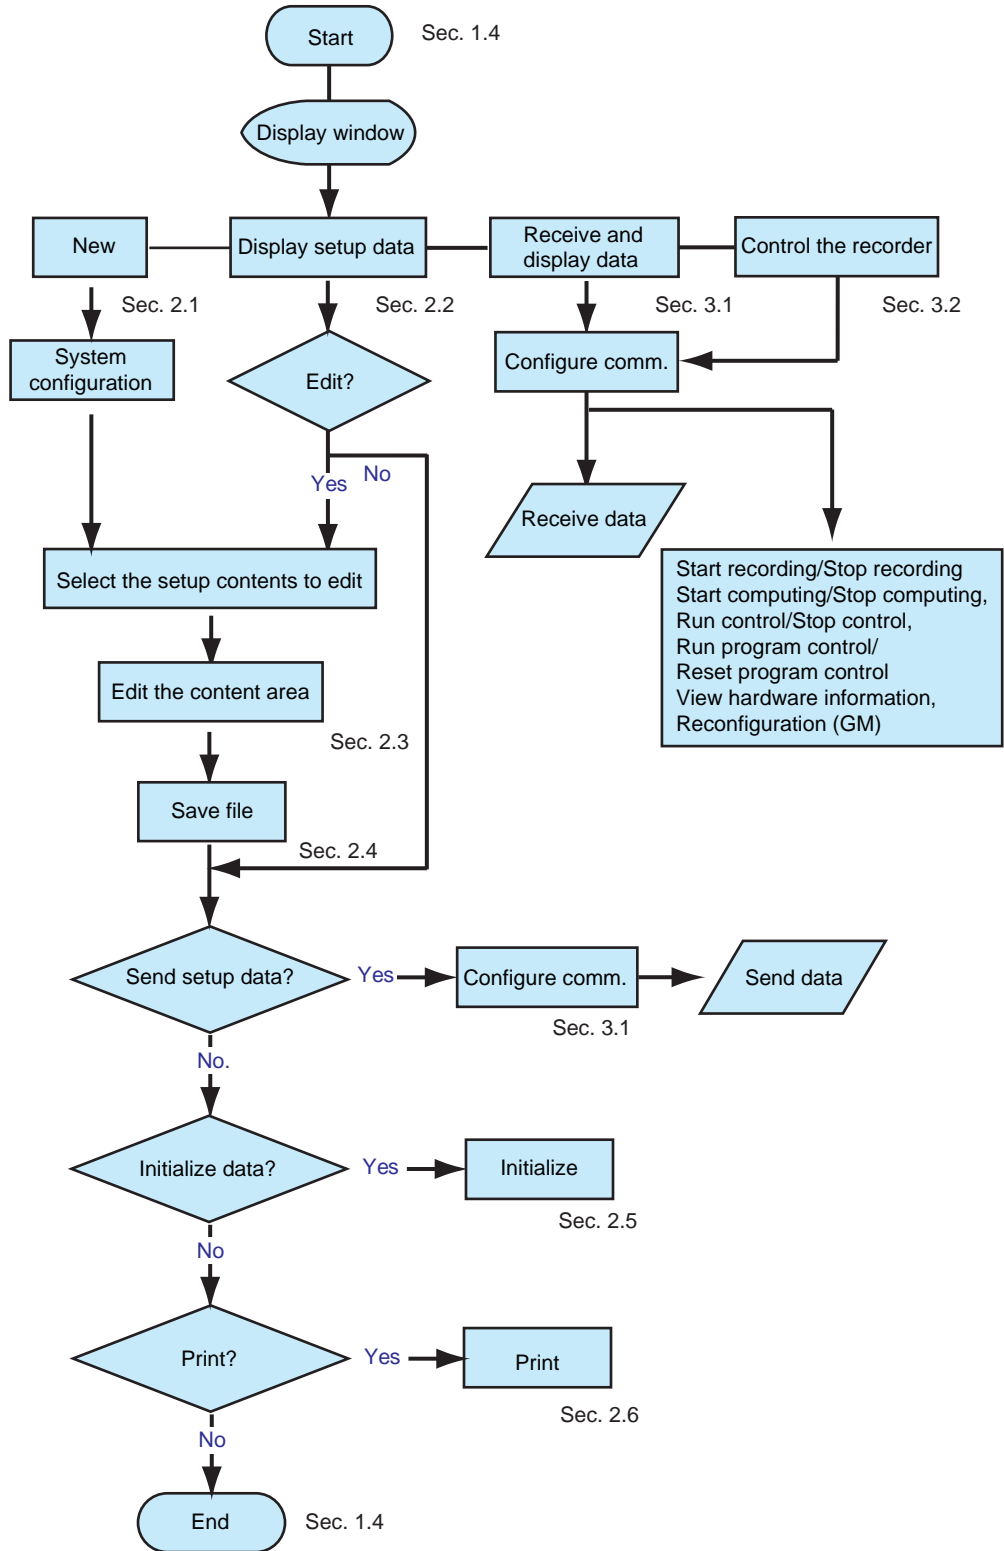 Start
Sec. 1.4
Display window
New
Display setup data
Receive and
display data
Control the recorder
Sec. 2.1
Sec. 2.2
Sec. 3.1
Sec. 3.2
System
configuration
Edit?
Configure comm.
Yes
No
Receive data
Select the setup contents to edit
Start recording/Stop recording
Start computing/Stop computing,
Run control/Stop control,
Run program control/
Reset program control
View hardware information,
Reconfiguration (GM)
Edit the content area
Sec. 2.3
Save file
Sec. 2.4
Send setup data?
Yes
Configure comm.
Send data
Sec. 3.1
No.
Initialize data?
Yes
Initialize
Sec. 2.5
No
Print?
Yes
Print
Sec. 2.6
No
End
Sec. 1.4